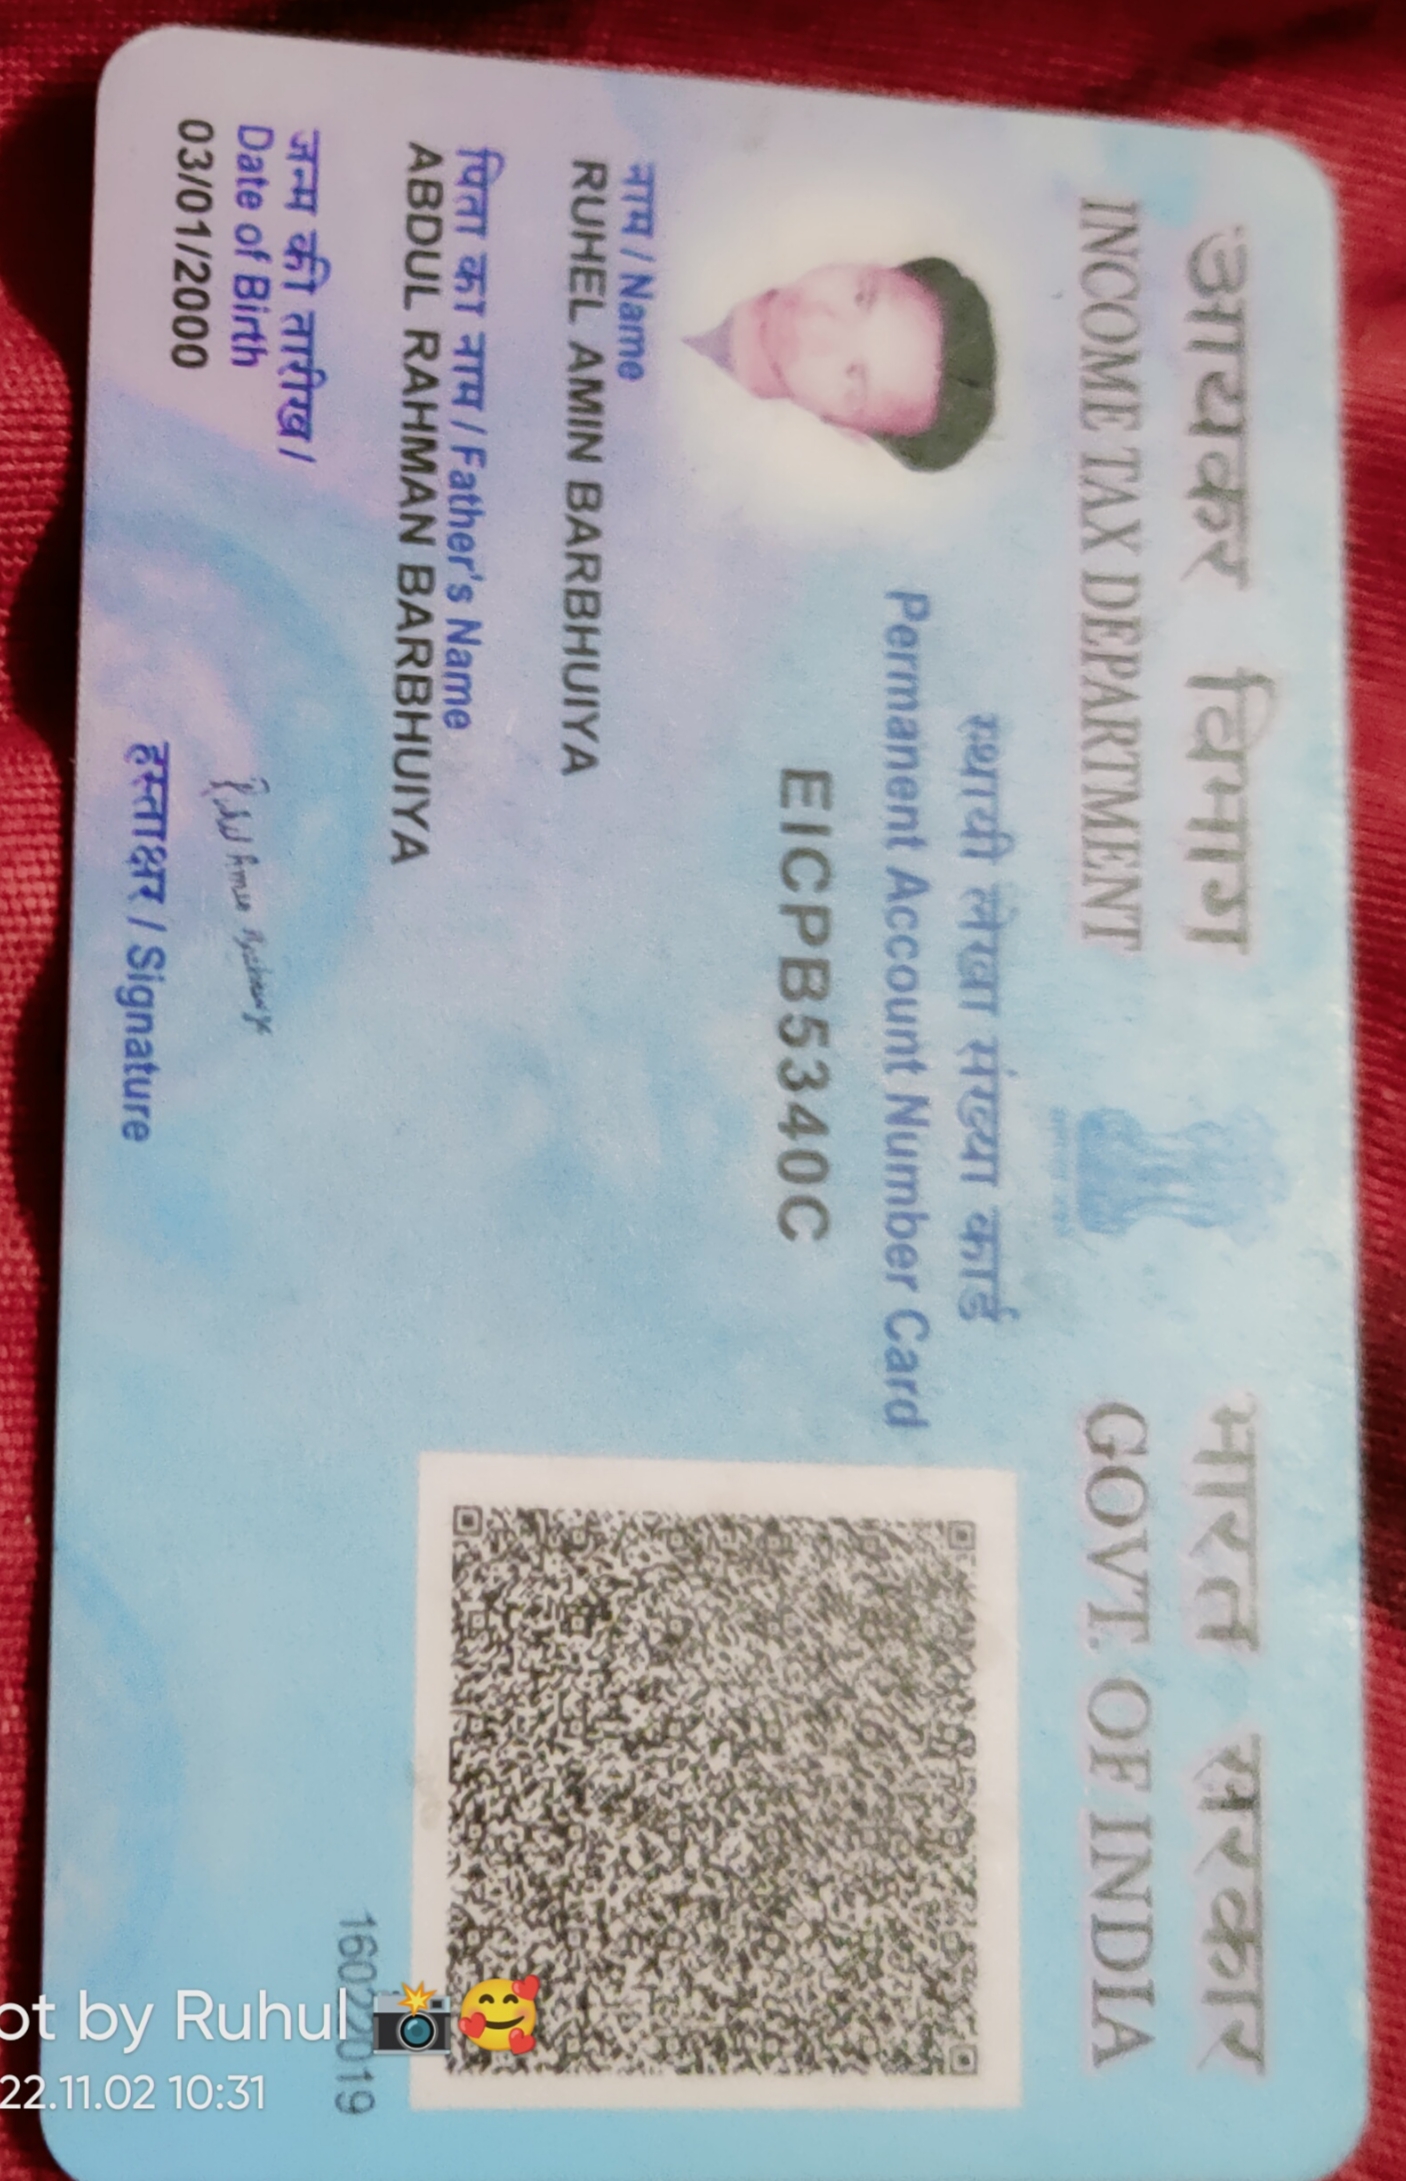 आयकर विभाग
INCOME TAX DEPARTMENT
भारत सरकार
GOVT. OF INDIA
स्थायी लेखा संख्या कार्ड
Permanent Account Number Card
EICPB5340C
नाम / Name
RUHEL AMIN BARBHUIYA
पिता का नाम / Father's Name
ABDUL RAHMAN BARBHUIYA
जन्म की तारीख /
Date of Birth
03/01/2000
हस्ताक्षर / Signature
16022019
ot by Ruhul
22.11.02 10:31